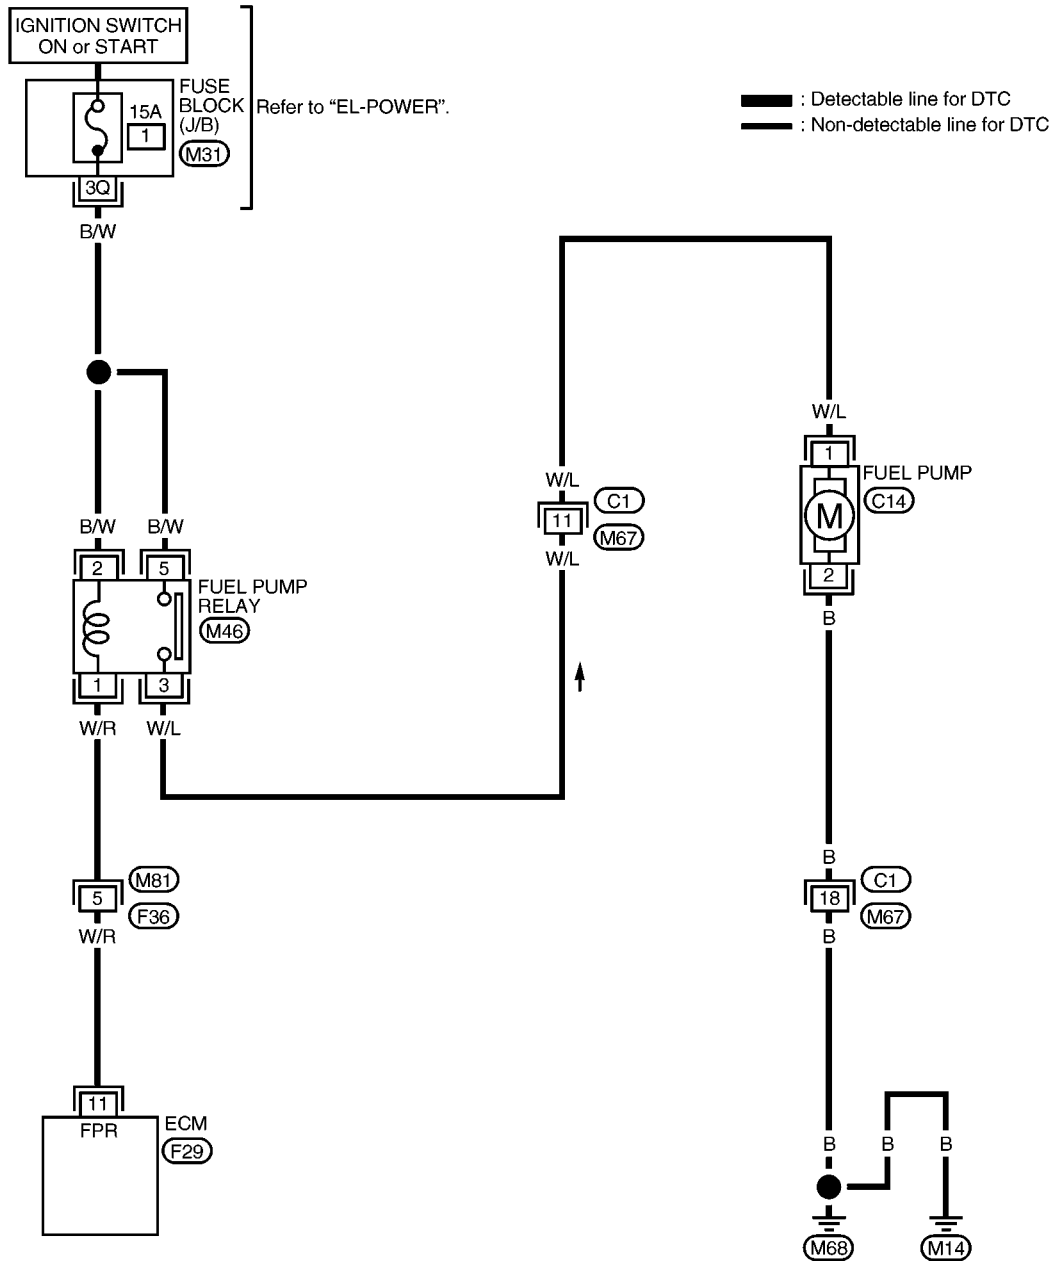 IGNITION SWITCH
ON or START
FUSE
BLOCK
(J/B)
M31
15A
1
3Q
Refer to “EL-POWER”.
: Detectable line for DTC
: Non-detectable line for DTC
B/W
B/W
B/W
2
5
FUEL PUMP
RELAY
M46
1
3
W/R
W/L
M81
5
F36
W/R
11
FPR
ECM
F29
W/L
C1
11
M67
W/L
W/L
1
FUEL PUMP
C14
M
2
B
B
C1
18
M67
B
B
B
B
M68
M14